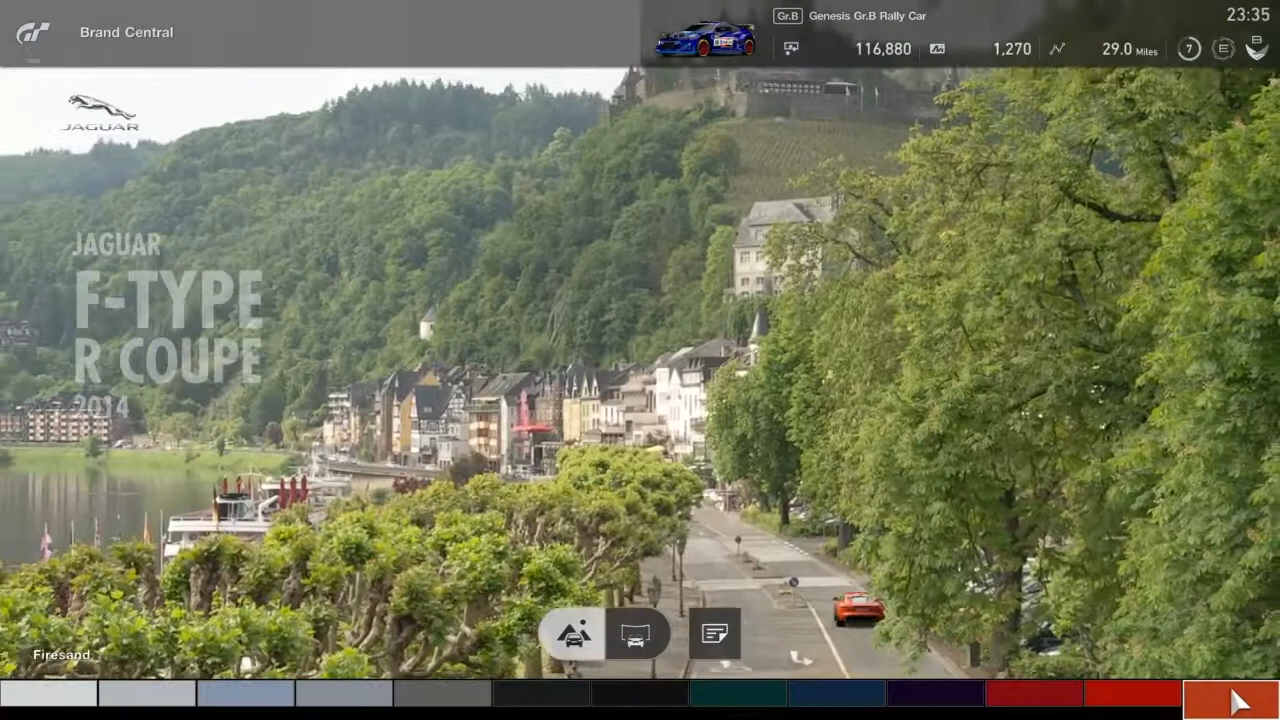 Brand Central
Gr.B Genesis Gr.B Rally Car
23:35
116,880
1,270
29.0 Miles
7
E
B
JAGUAR
JAGUAR
F-TYPE
R COUPE
2014
Firesand